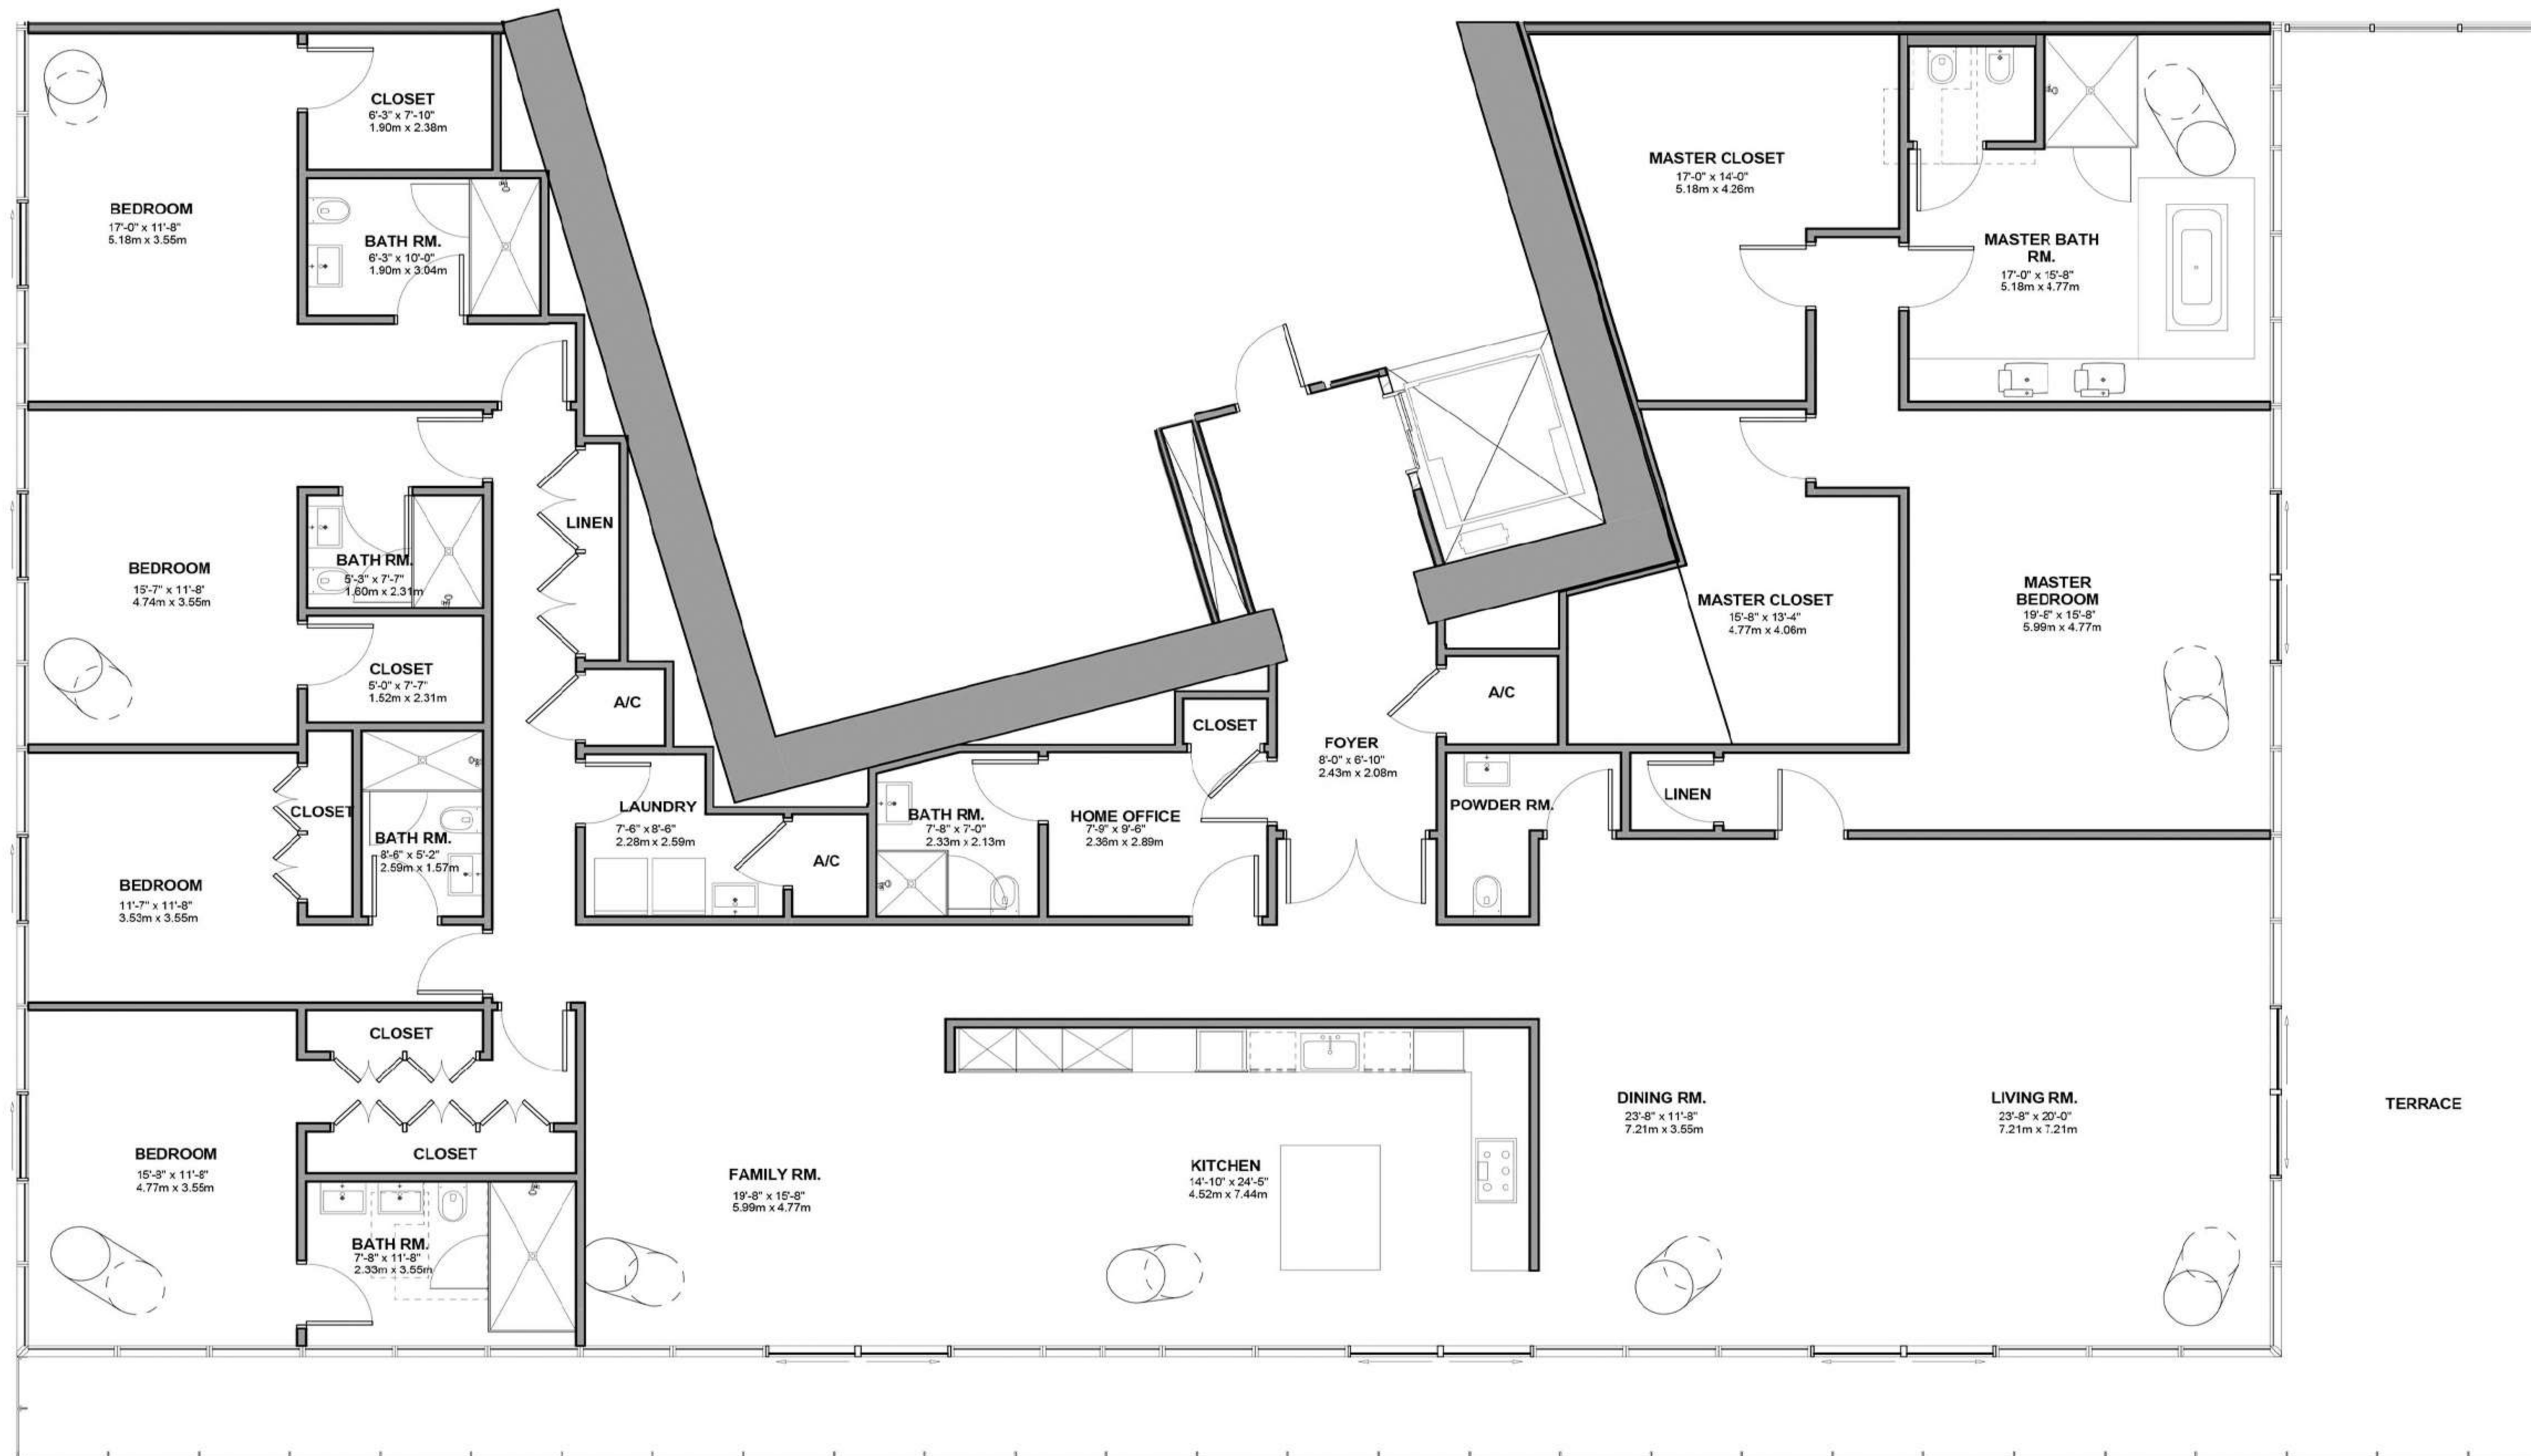 CLOSET
6'-3" x 7'-10"
1.90m x 2.38m
BEDROOM
17'-0" x 11'-8"
5.18m x 3.55m
BATH RM.
6'-3" x 10'-0"
1.90m x 3.04m
MASTER CLOSET
17'-0" x 14'-0"
5.18m x 4.26m
MASTER BATH
RM.
17'-0" x 15'-8"
5.18m x 4.77m
LINEN
BEDROOM
15'-7" x 11'-8"
4.74m x 3.55m
BATH RM.
5'-3" x 7'-7"
1.60m x 2.31m
CLOSET
5'-0" x 7'-7"
1.52m x 2.31m
A/C
MASTER CLOSET
15'-8" x 13'-4"
4.77m x 4.06m
MASTER
BEDROOM
19'-8" x 15'-8"
5.99m x 4.77m
A/C
CLOSET
FOYER
8'-0" x 6'-10"
2.43m x 2.08m
CLOSET
BATH RM.
8'-6" x 5'-2"
2.59m x 1.57m
LAUNDRY
7'-6" x 8'-6"
2.28m x 2.59m
A/C
BATH RM.
7'-8" x 7'-0"
2.33m x 2.13m
HOME OFFICE
7'-9" x 9'-6"
2.36m x 2.89m
POWDER RM.
LINEN
BEDROOM
11'-7" x 11'-8"
3.53m x 3.55m
CLOSET
CLOSET
BEDROOM
15'-8" x 11'-8"
4.77m x 3.55m
BATH RM.
7'-8" x 11'-8"
2.33m x 3.55m
FAMILY RM.
19'-8" x 15'-8"
5.99m x 4.77m
KITCHEN
14'-10" x 24'-5"
4.52m x 7.44m
DINING RM.
23'-8" x 11'-8"
7.21m x 3.55m
LIVING RM.
23'-8" x 20'-0"
7.21m x 7.21m
TERRACE